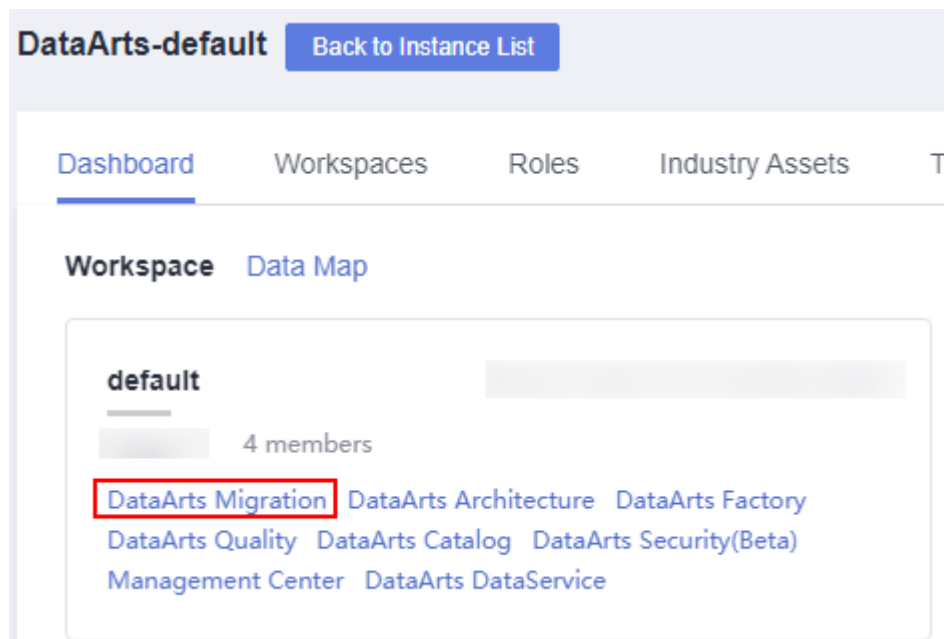 DataArts-default Back to Instance List
Dashboard Workspaces Roles Industry Assets T
Workspace Data Map
default
4 members
DataArts Migration DataArts Architecture DataArts Factory
DataArts Quality DataArts Catalog DataArts Security(Beta)
Management Center DataArts DataService